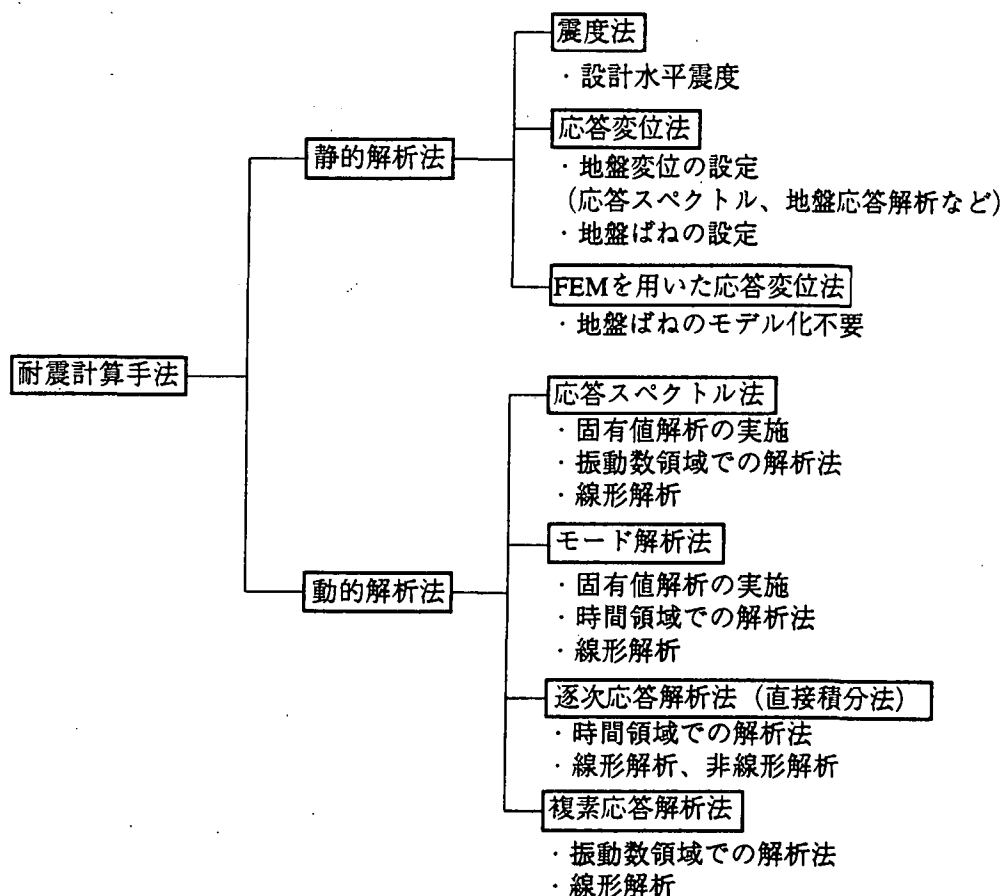 耐震計算手法
静的解析法
震度法
・設計水平震度
応答変位法
・地盤変位の設定
（応答スペクトル、地盤応答解析など）
・地盤ばねの設定
FEMを用いた応答変位法
・地盤ばねのモデル化不要
動的解析法
応答スペクトル法
・固有値解析の実施
・振動数領域での解析法
・線形解析
モード解析法
・固有値解析の実施
・時間領域での解析法
・線形解析
逐次応答解析法（直接積分法）
・時間領域での解析法
・線形解析、非線形解析
複素応答解析法
・振動数領域での解析法
・線形解析